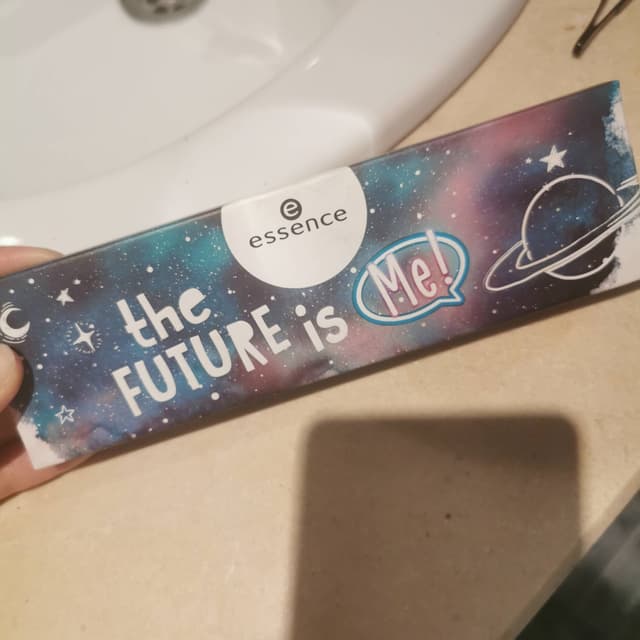 essence
the
FUTURE is Me!